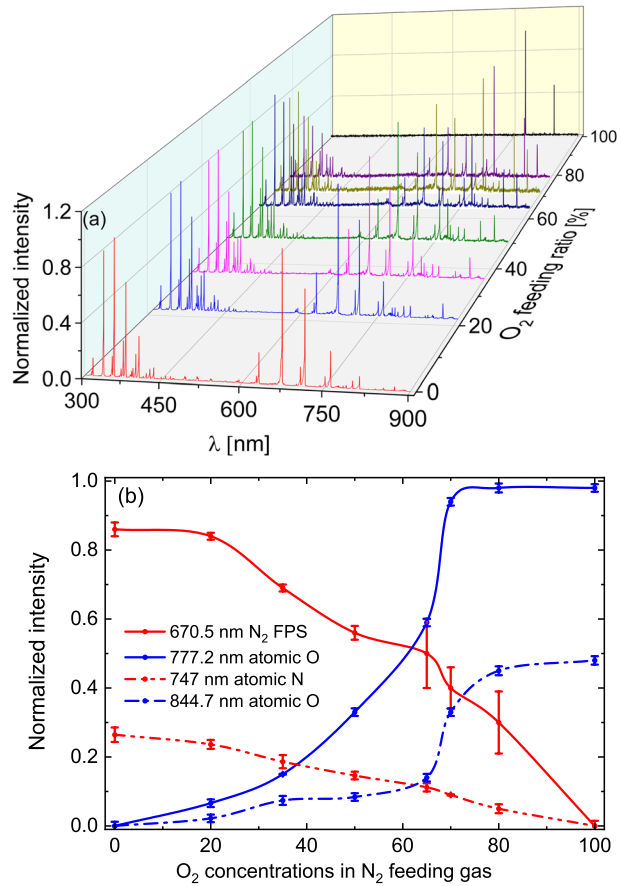 (a)
Normalized intensity
1.2
0.8
0.4
0.0
300
450
600
750
900
λ [nm]
0
20
40
60
80
100
O₂ feeding ratio [%]
(b)
Normalized intensity
1.0
0.8
0.6
0.4
0.2
0.0
670.5 nm N₂ FPS
777.2 nm atomic O
747 nm atomic N
844.7 nm atomic O
0
20
40
60
80
100
O₂ concentrations in N₂ feeding gas